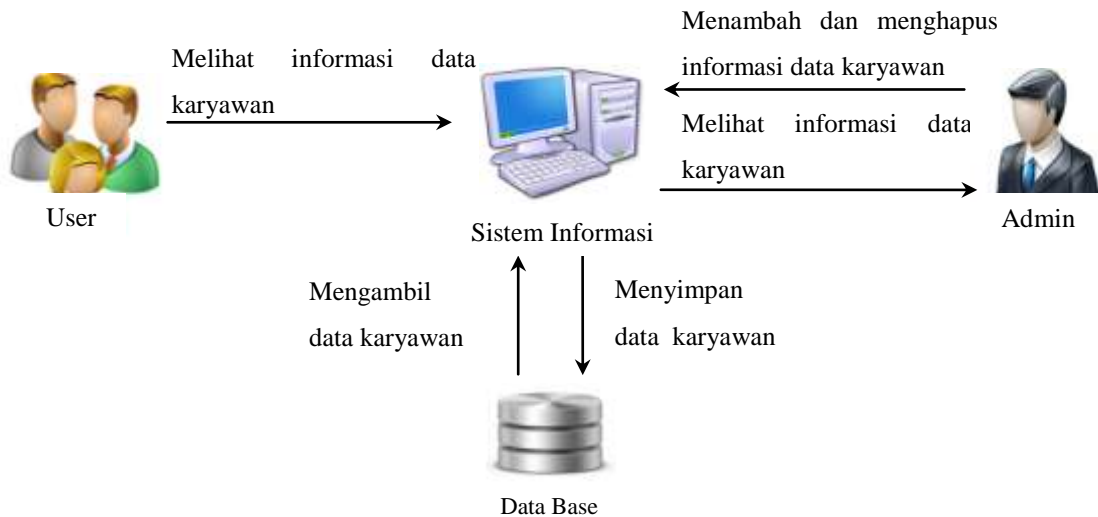 Melihat informasi data
karyawan
User
Sistem Informasi
Menambah dan menghapus
informasi data karyawan
Melihat informasi data
karyawan
Admin
Mengambil
data karyawan
Menyimpan
data karyawan
Data Base